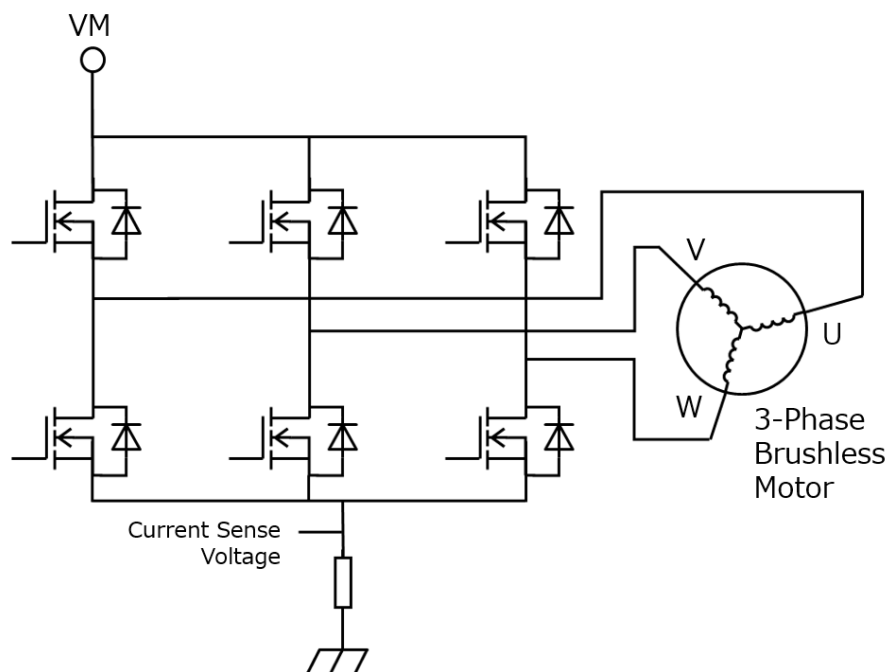 VM
V
U
W
3-Phase
Brushless
Motor
Current Sense
Voltage